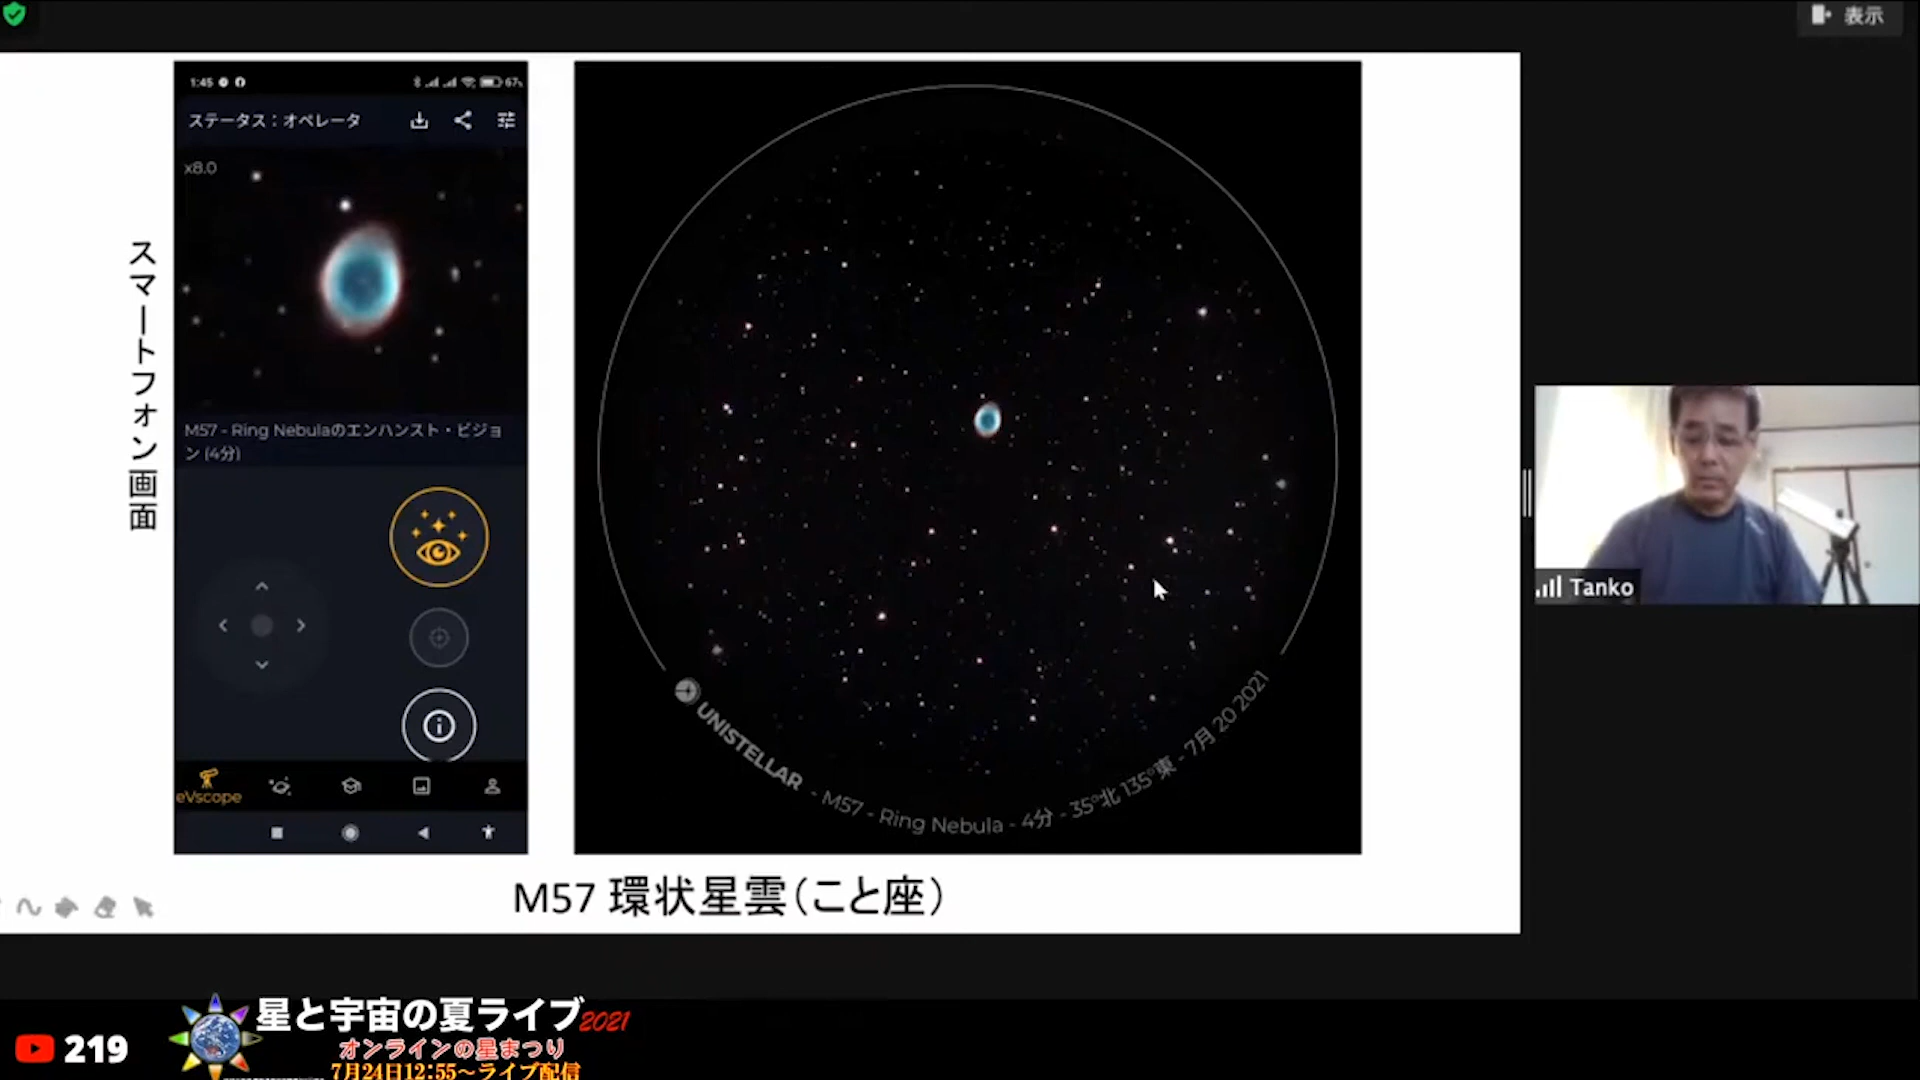 表示
1:45
67%
ステータス：オペレータ
x8.0
スマートフォン画面
M57 - Ring Nebulaのエンハンスト・ビジョ
ン (4分)
eVscope
UNISTELLAR - M57 - Ring Nebula - 4分 - 35°北 135°東 - 7月 20 2021
M57 環状星雲（こと座）
Tanko
219
星と宇宙の夏ライブ2021
オンラインの星まつり
7月24日12:55〜ライブ配信